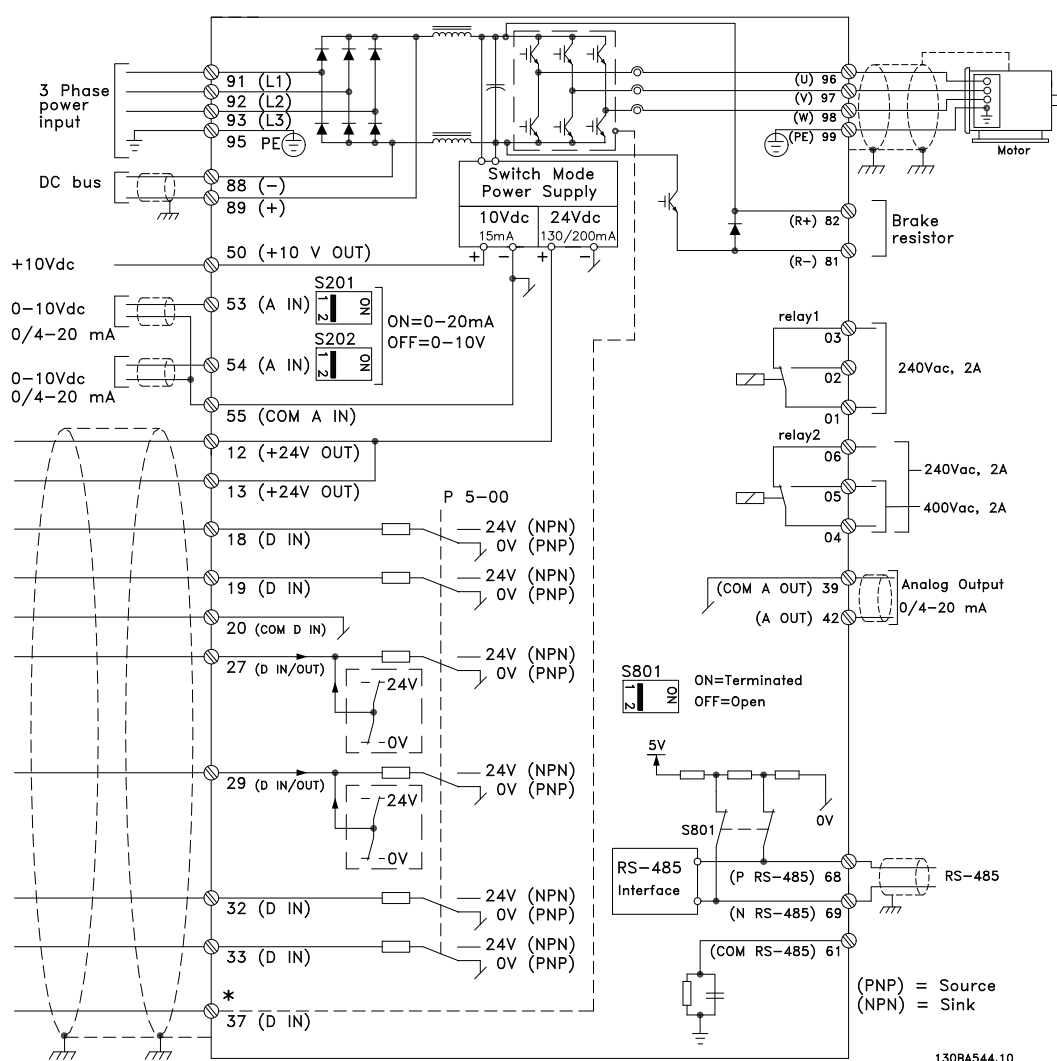 3 Phase
power
input
91 (L1)
92 (L2)
93 (L3)
95 PE
DC bus
88 (−)
89 (+)
+10Vdc
50 (+10 V OUT)
0−10Vdc
0/4−20 mA
53 (A IN)
S201
1 2
ON
ON=0−20mA
OFF=0−10V
S202
1 2
ON
0−10Vdc
0/4−20 mA
54 (A IN)
55 (COM A IN)
12 (+24V OUT)
13 (+24V OUT)
P 5-00
18 (D IN)
24V (NPN)
0V (PNP)
19 (D IN)
24V (NPN)
0V (PNP)
20 (COM D IN)
27 (D IN/OUT)
24V (NPN)
0V (PNP)
24V
0V
29 (D IN/OUT)
24V (NPN)
0V (PNP)
24V
0V
32 (D IN)
24V (NPN)
0V (PNP)
33 (D IN)
24V (NPN)
0V (PNP)
*
37 (D IN)
Switch Mode
Power Supply
10Vdc
15mA
24Vdc
130/200mA
+ − + −
(U) 96
(V) 97
(W) 98
(PE) 99
Motor
(R+) 82
(R−) 81
Brake
resistor
relay1
03
02
01
240Vac, 2A
relay2
06
05
04
240Vac, 2A
400Vac, 2A
(COM A OUT) 39
(A OUT) 42
Analog Output
0/4−20 mA
S801
1 2
ON
ON=Terminated
OFF=Open
5V
0V
S801
RS-485
Interface
(P RS-485) 68
(N RS-485) 69
(COM RS-485) 61
RS-485
(PNP) = Source
(NPN) = Sink
130BA544.10